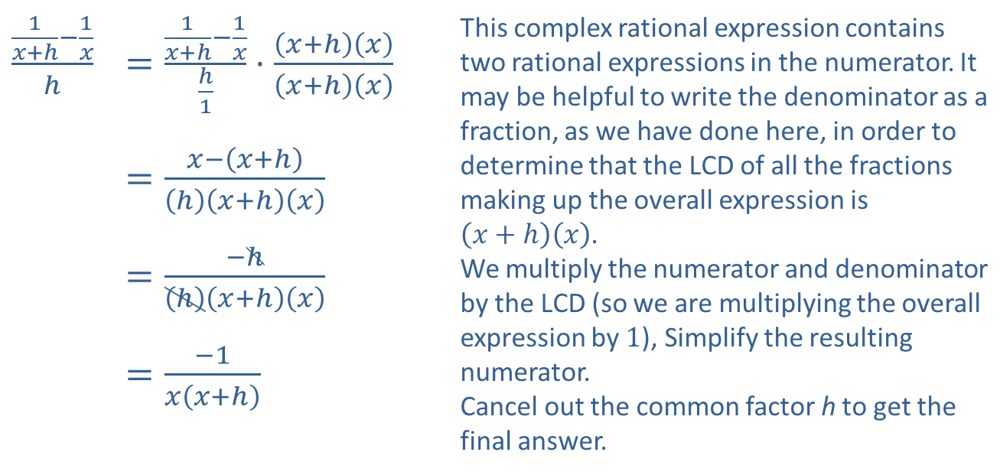 \frac{\frac{1}{x+h}-\frac{1}{x}}{h} = \frac{\frac{1}{x+h}-\frac{1}{x}}{\frac{h}{1}} \cdot \frac{(x+h)(x)}{(x+h)(x)}
= \frac{x-(x+h)}{(h)(x+h)(x)}
= \frac{-\cancel{h}}{\cancel{(h)}(x+h)(x)}
= \frac{-1}{x(x+h)}
This complex rational expression contains
two rational expressions in the numerator. It
may be helpful to write the denominator as a
fraction, as we have done here, in order to
determine that the LCD of all the fractions
making up the overall expression is
(x + h)(x).
We multiply the numerator and denominator
by the LCD (so we are multiplying the overall
expression by 1), Simplify the resulting
numerator.
Cancel out the common factor h to get the
final answer.